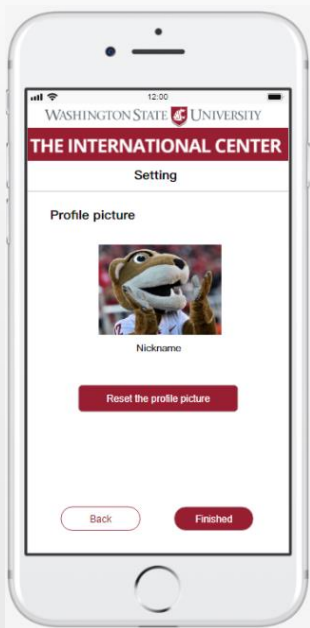 12:00
WASHINGTON STATE UNIVERSITY
THE INTERNATIONAL CENTER
Setting
Profile picture
Nickname
Reset the profile picture
Back
Finished